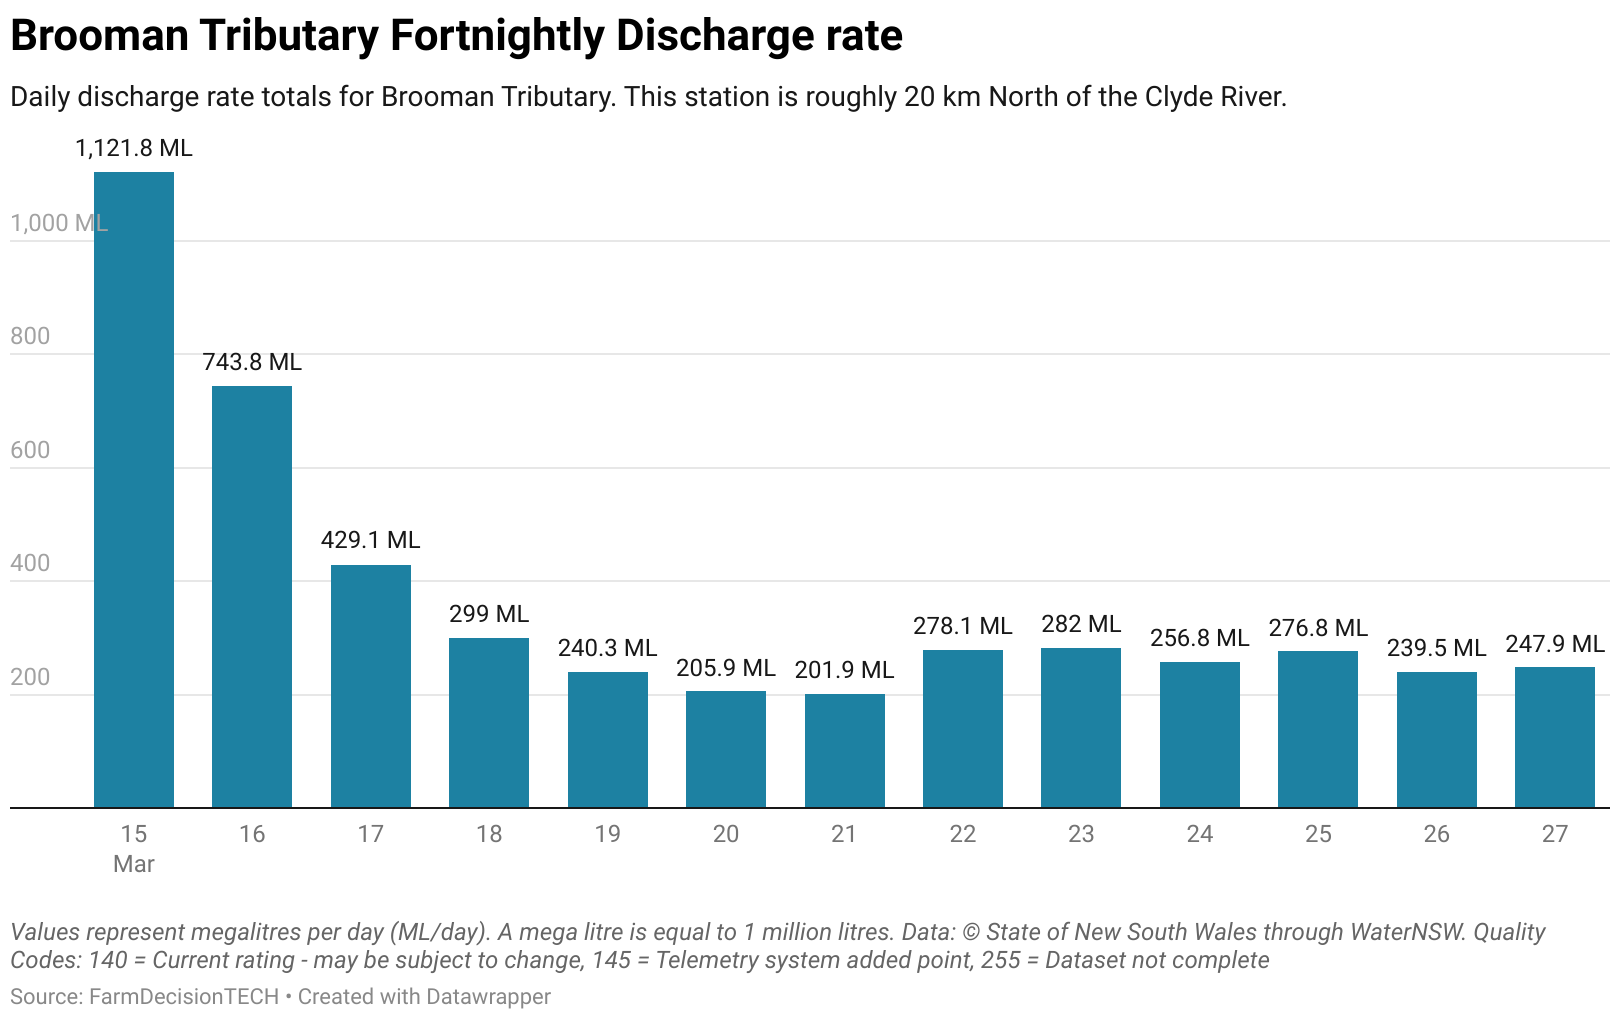 Brooman Tributary Fortnightly Discharge rate
Daily discharge rate totals for Brooman Tributary. This station is roughly 20 km North of the Clyde River.
1,121.8 ML
1,000 ML
800
743.8 ML
600
429.1 ML
400
299 ML
278.1 ML
282 ML
276.8 ML
256.8 ML
247.9 ML
240.3 ML
239.5 ML
205.9 ML
201.9 ML
200
15 16 17 18 19 20 21 22 23 24 25 26 27
Mar
Values represent megalitres per day (ML/day). A mega litre is equal to 1 million litres. Data: © State of New South Wales through WaterNSW. Quality
Codes: 140 = Current rating - may be subject to change, 145 = Telemetry system added point, 255 = Dataset not complete
Source: FarmDecisionTECH • Created with Datawrapper